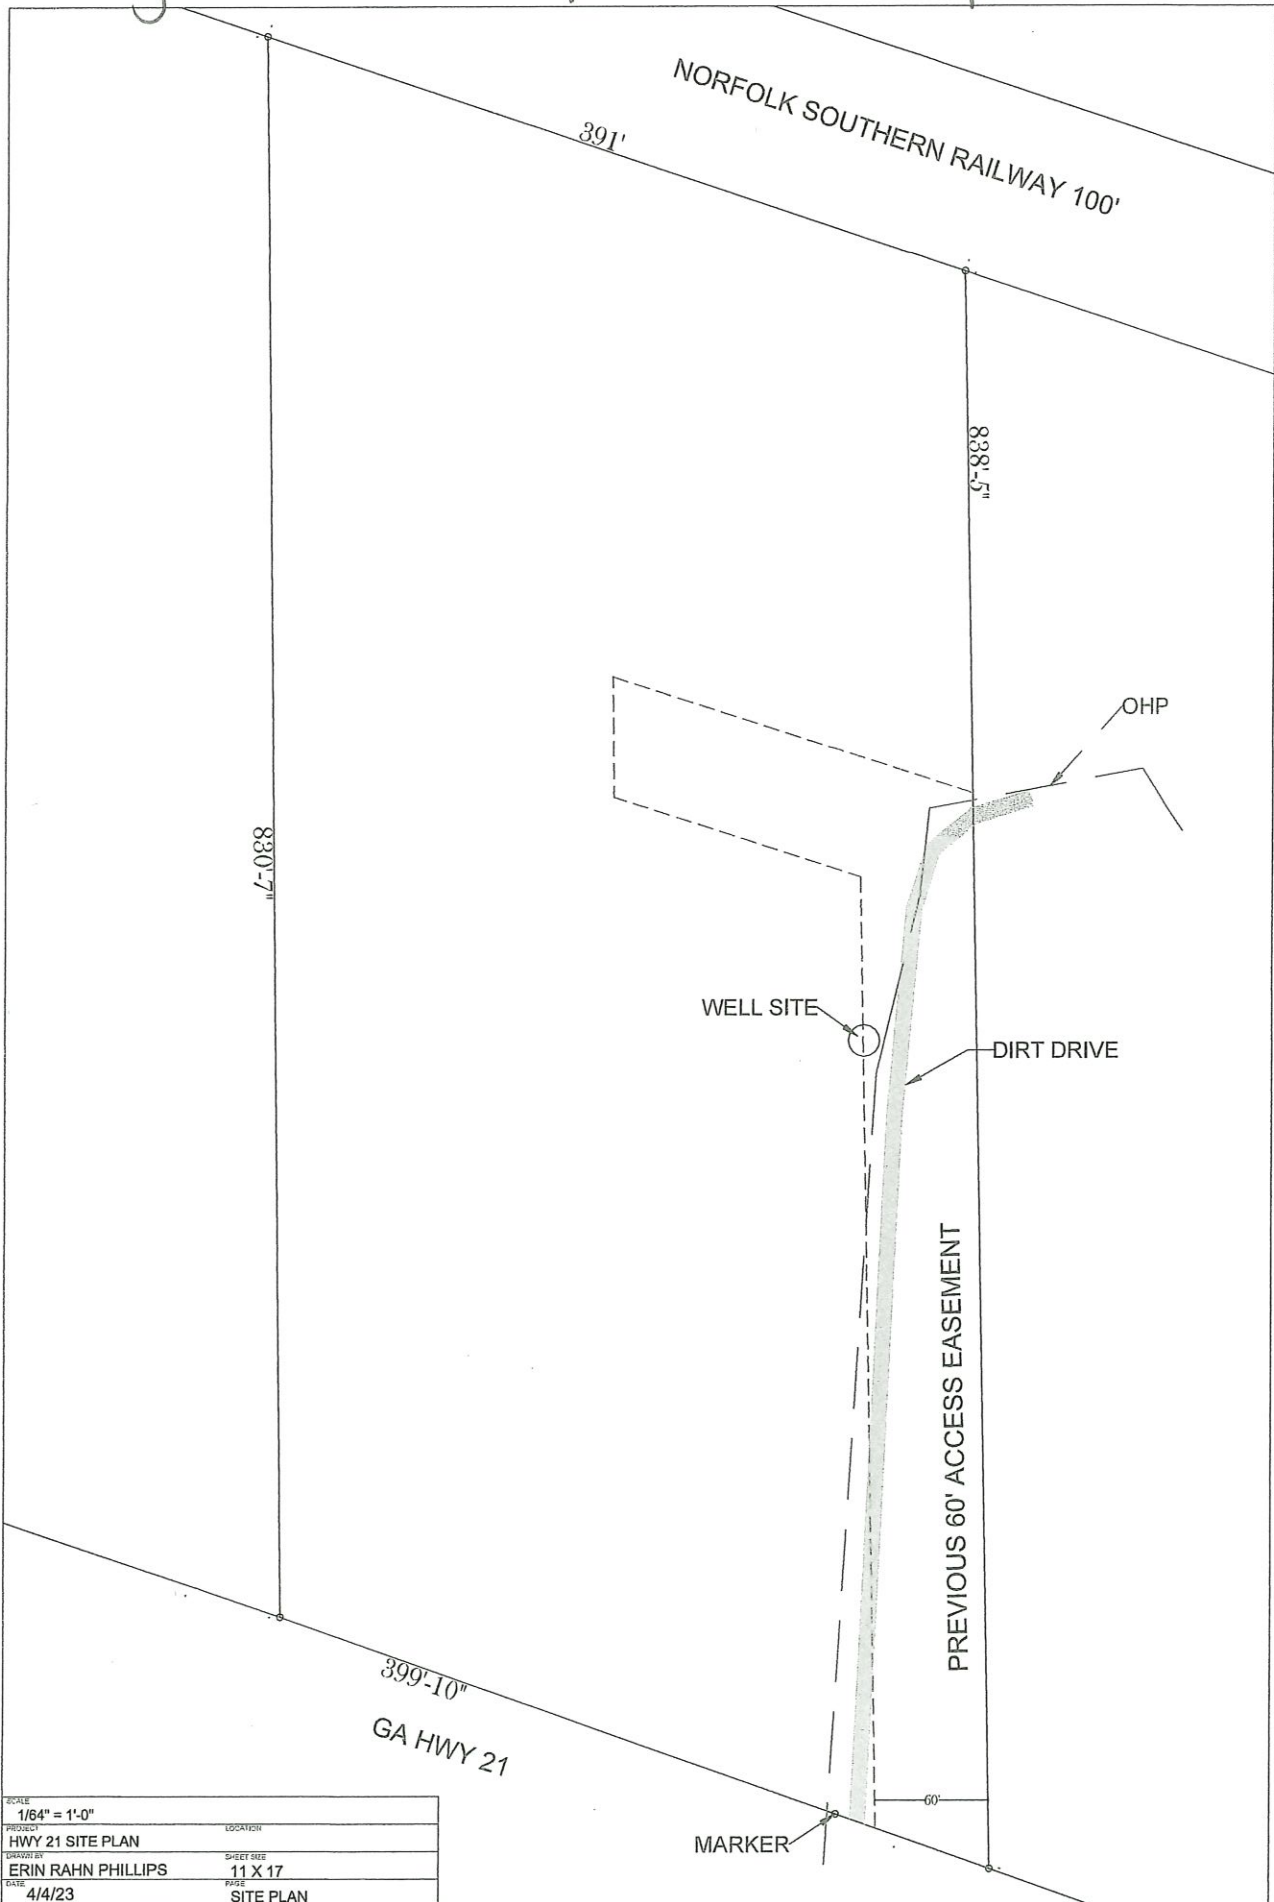 NORFOLK SOUTHERN RAILWAY 100'
391'
838'-5"
OHP
830'-7"
WELL SITE
DIRT DRIVE
PREVIOUS 60' ACCESS EASEMENT
399'-10"
GA HWY 21
60'
MARKER
SCALE
1/64" = 1'-0"
PROJECT
LOCATION
HWY 21 SITE PLAN
DRAWN BY
SHEET SIZE
ERIN RAHN PHILLIPS
11 X 17
DATE
PAGE
4/4/23
SITE PLAN